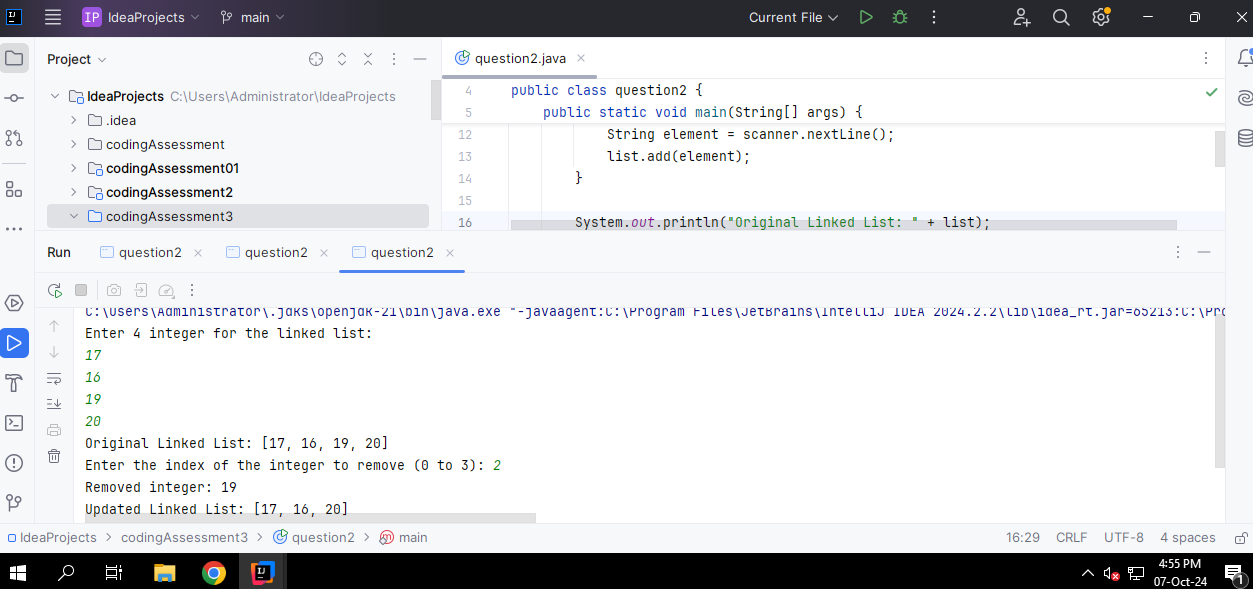 IP IdeaProjects main Current File
Project
question2.java
IdeaProjects C:\Users\Administrator\IdeaProjects
.idea
codingAssessment
codingAssessment01
codingAssessment2
codingAssessment3
4 public class question2 {
5 public static void main(String[] args) {
12 String element = scanner.nextLine();
13 list.add(element);
14 }
15
16 System.out.println("Original Linked List: " + list);
Run question2 question2 question2
C:\Users\Administrator\.jdks\openjdk-21\bin\java.exe "-javaagent:C:\Program Files\JetBrains\IntelliJ IDEA 2024.2.2\lib\idea_rt.jar=65213:C:\Pro
Enter 4 integer for the linked list:
17
16
19
20
Original Linked List: [17, 16, 19, 20]
Enter the index of the integer to remove (0 to 3): 2
Removed integer: 19
Updated Linked List: [17, 16, 20]
IdeaProjects > codingAssessment3 > question2 > main 16:29 CRLF UTF-8 4 spaces
4:55 PM
07-Oct-24
1